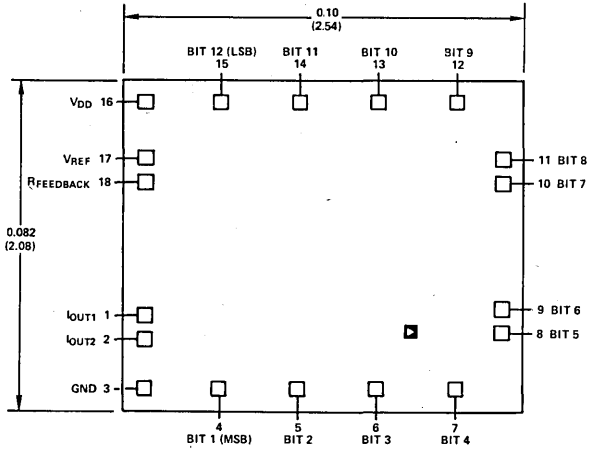 0.10
(2.54)
BIT 12 (LSB) BIT 11 BIT 10 BIT 9
15 14 13 12
VDD 16
VREF 17
RFEEDBACK 18
11 BIT 8
10 BIT 7
0.082
(2.08)
IOUT1 1
IOUT2 2
9 BIT 6
8 BIT 5
GND 3
4 5 6 7
BIT 1 (MSB) BIT 2 BIT 3 BIT 4